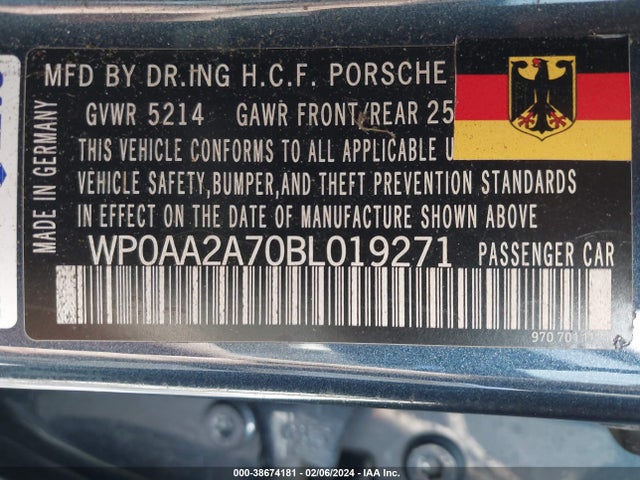 MFD BY DR.ING H.C.F. PORSCHE
GVWR 5214 GAWR FRONT/REAR 25
THIS VEHICLE CONFORMS TO ALL APPLICABLE U
VEHICLE SAFETY,BUMPER,AND THEFT PREVENTION STANDARDS
IN EFFECT ON THE DATE OF MANUFACTURE SHOWN ABOVE
WP0AA2A70BL019271 PASSENGER CAR
MADE IN GERMANY
970 701 1
000-38674181 - 02/06/2024 - IAA Inc.